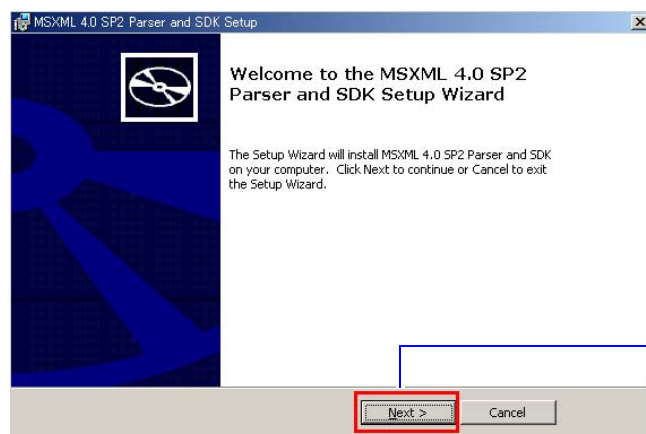 MSXML 4.0 SP2 Parser and SDK Setup
Welcome to the MSXML 4.0 SP2
Parser and SDK Setup Wizard
The Setup Wizard will install MSXML 4.0 SP2 Parser and SDK
on your computer. Click Next to continue or Cancel to exit
the Setup Wizard.
Next >
Cancel